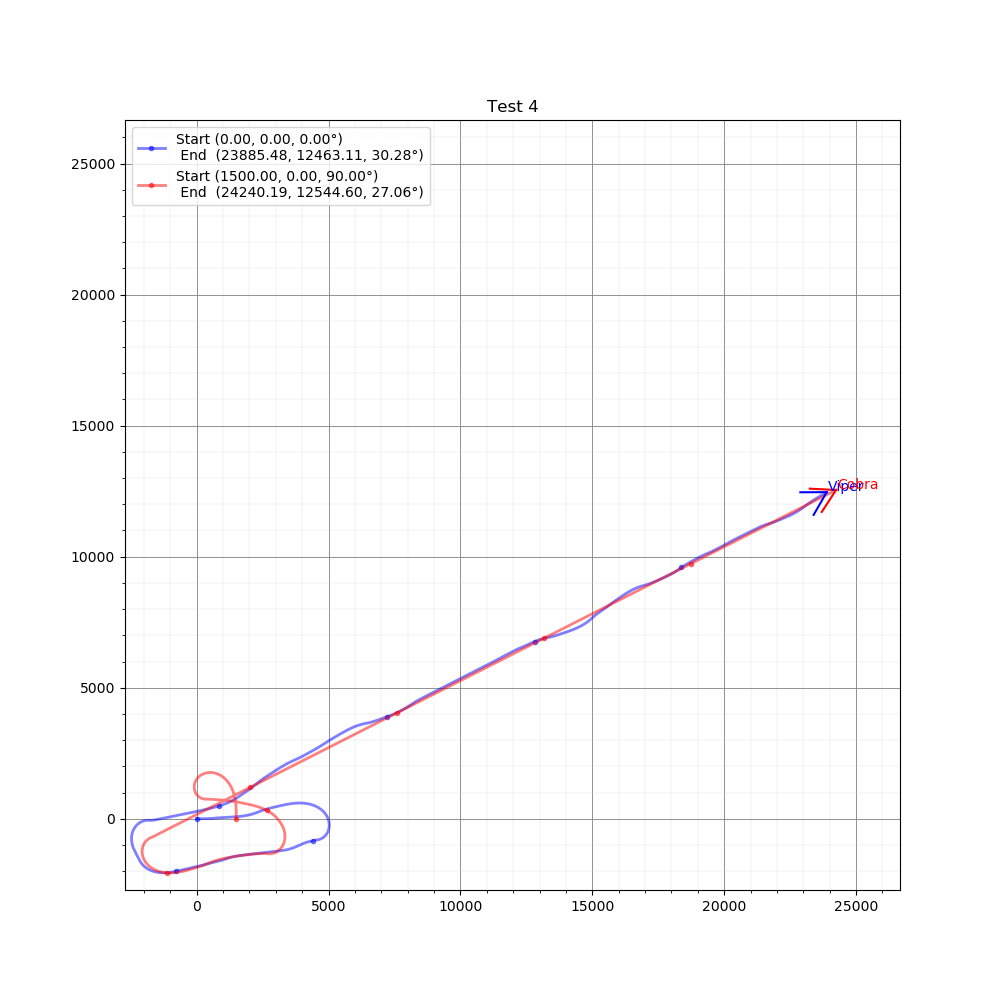 Test 4
Start (0.00, 0.00, 0.00°)
End (23885.48, 12463.11, 30.28°)
Start (1500.00, 0.00, 90.00°)
End (24240.19, 12544.60, 27.06°)
25000
20000
15000
10000
5000
0
Viper
Cobra
0
5000
10000
15000
20000
25000